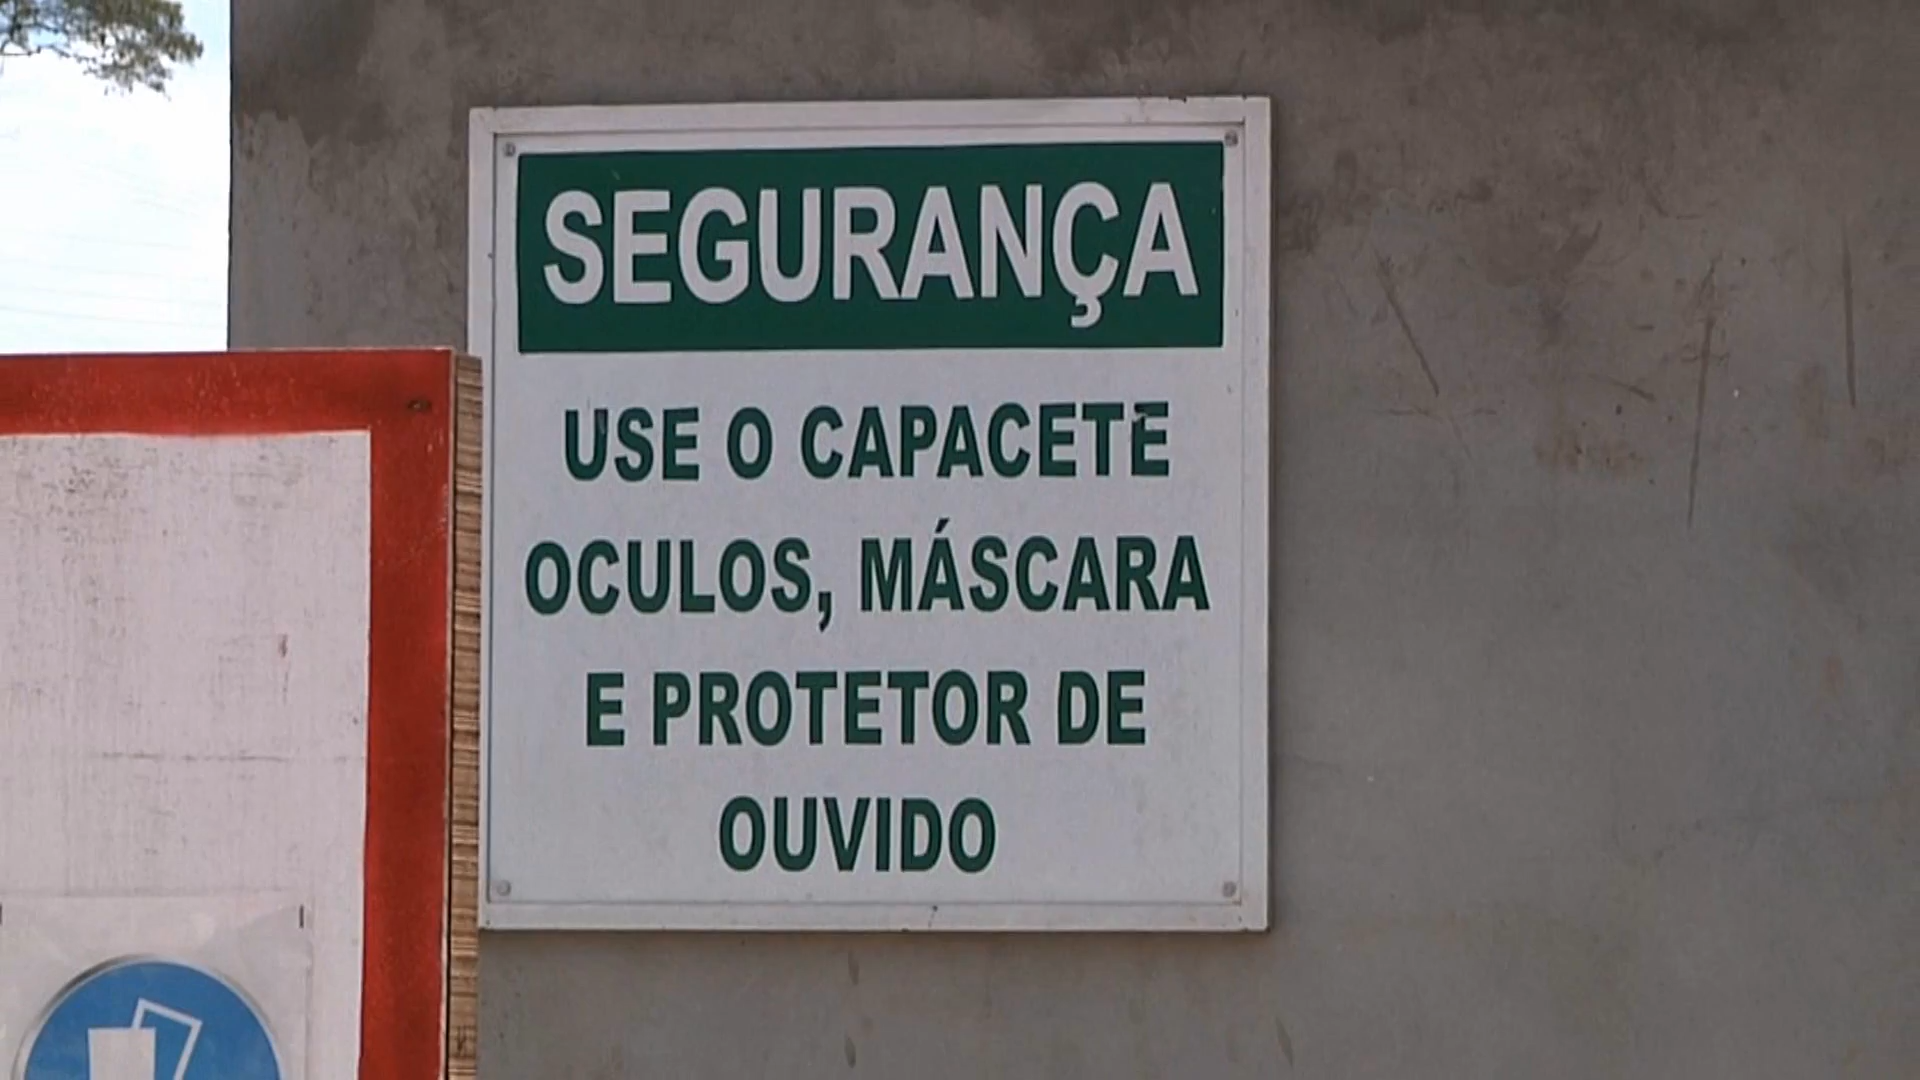 SEGURANÇA
USE O CAPACETE
OCULOS, MÁSCARA
E PROTETOR DE
OUVIDO